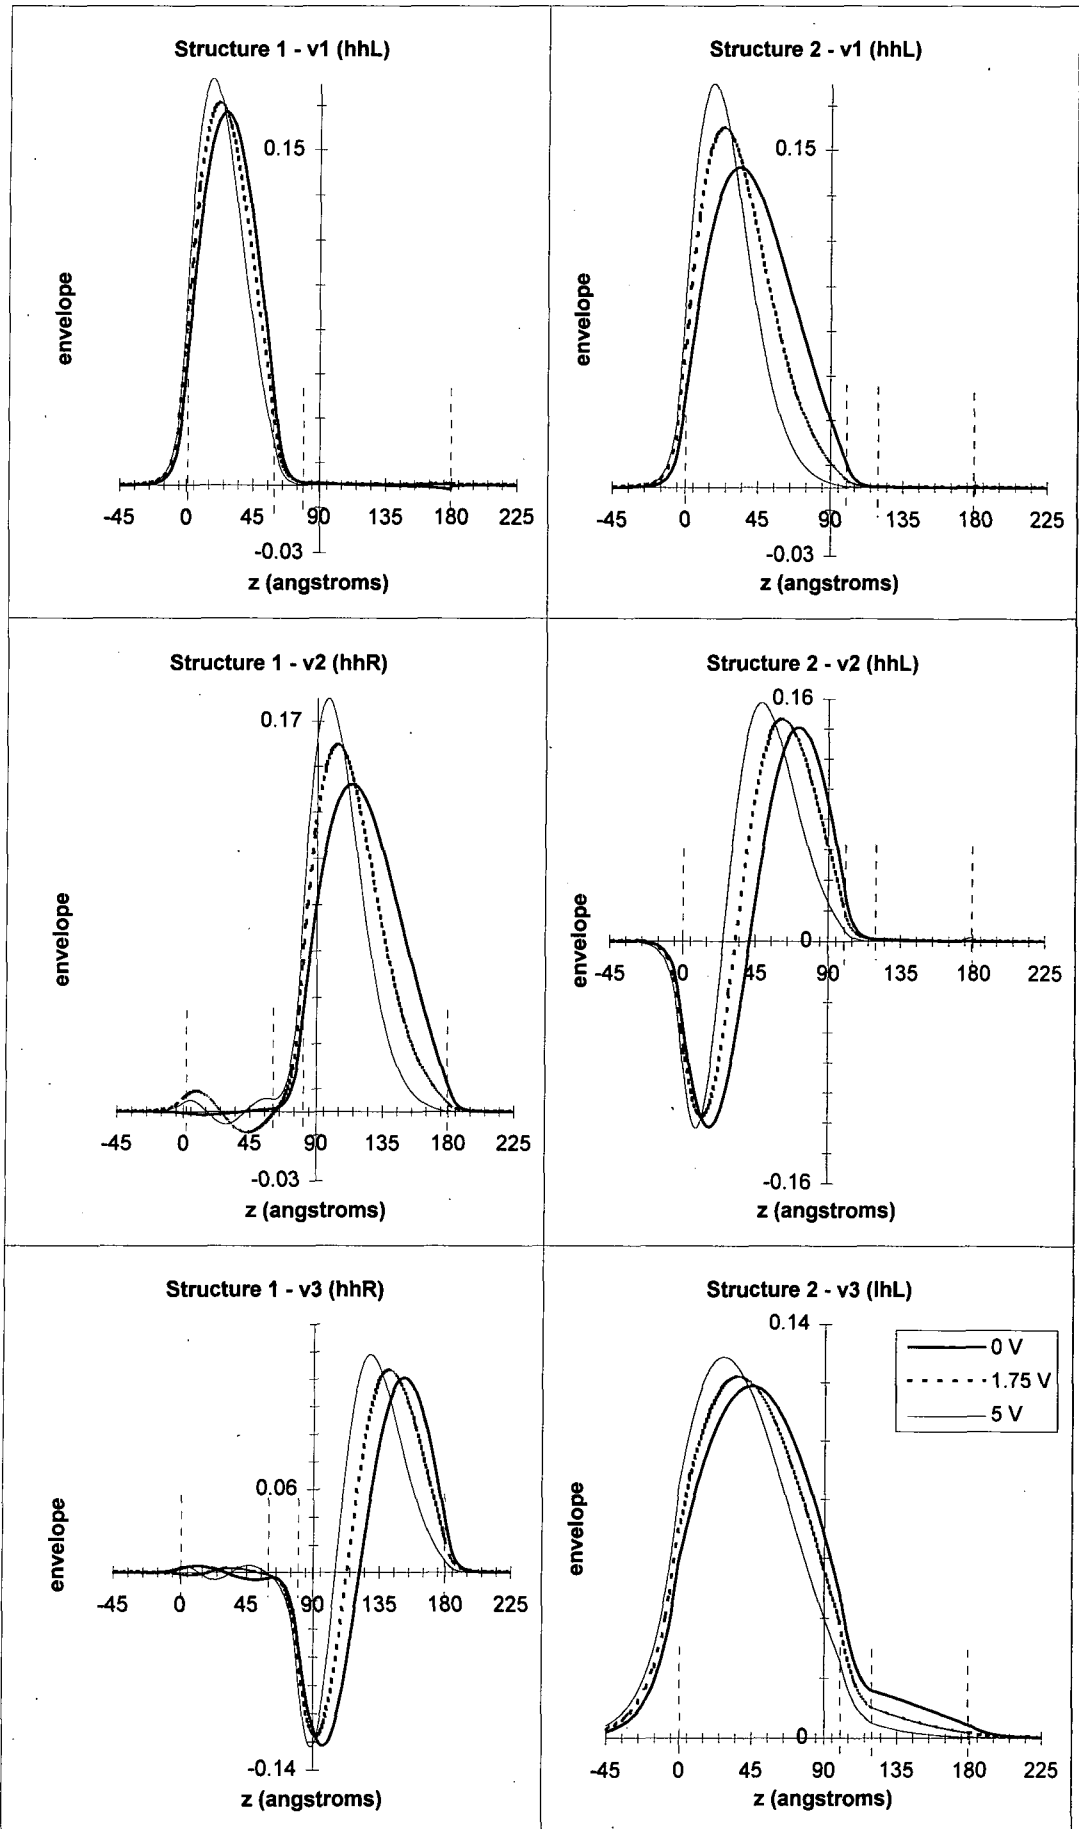 Structure 1 - v1 (hhL)
0.15
envelope
-45 0 45 90 135 180 225
-0.03
z (angstroms)
Structure 2 - v1 (hhL)
0.15
envelope
-45 0 45 90 135 180 225
-0.03
z (angstroms)
Structure 1 - v2 (hhR)
0.17
envelope
-45 0 45 90 135 180 225
-0.03
z (angstroms)
Structure 2 - v2 (hhL)
0.16
envelope
0
-45 0 45 90 135 180 225
-0.16
z (angstroms)
Structure 1 - v3 (hhR)
0.06
envelope
-45 0 45 90 135 180 225
-0.14
z (angstroms)
Structure 2 - v3 (lhL)
0.14
0 V
1.75 V
5 V
envelope
0
-45 0 45 90 135 180 225
z (angstroms)